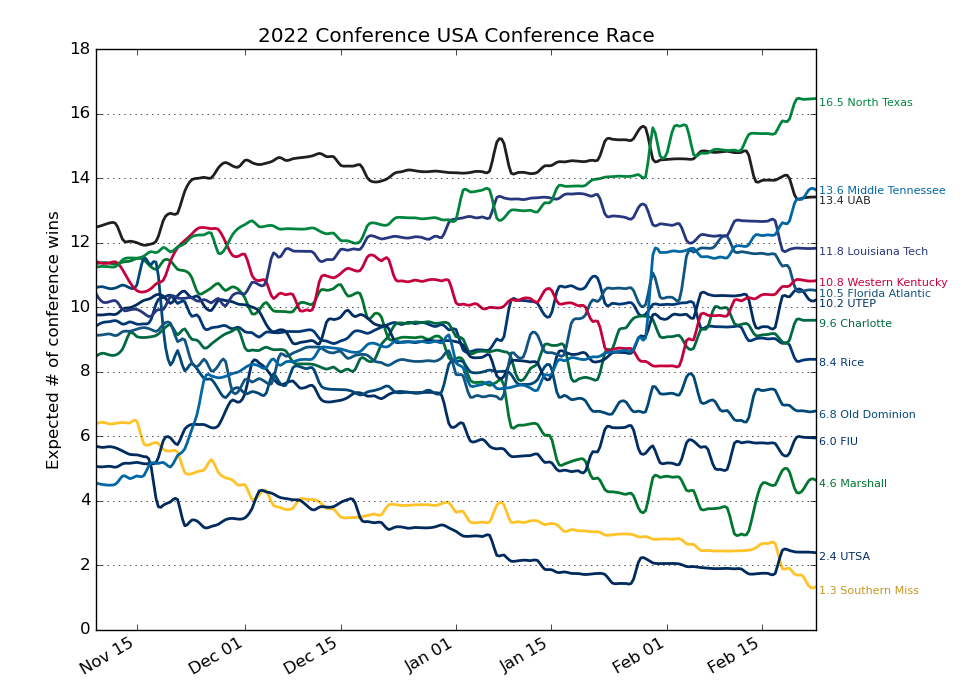 2022 Conference USA Conference Race
Expected # of conference wins
18
16
14
12
10
8
6
4
2
0
16.5 North Texas
13.6 Middle Tennessee
13.4 UAB
11.8 Louisiana Tech
10.8 Western Kentucky
10.5 Florida Atlantic
10.2 UTEP
9.6 Charlotte
8.4 Rice
6.8 Old Dominion
6.0 FIU
4.6 Marshall
2.4 UTSA
1.3 Southern Miss
Nov 15
Dec 01
Dec 15
Jan 01
Jan 15
Feb 01
Feb 15